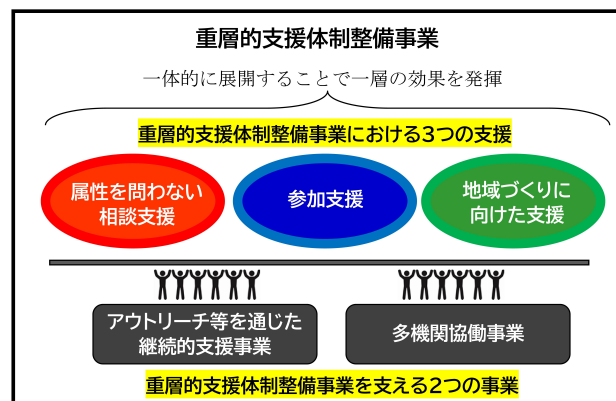 重層的支援体制整備事業
一体的に展開することで一層の効果を発揮
重層的支援体制整備事業における3つの支援
属性を問わない
相談支援
参加支援
地域づくりに
向けた支援
アウトリーチ等を通じた
継続的支援事業
多機関協働事業
重層的支援体制整備事業を支える2つの事業